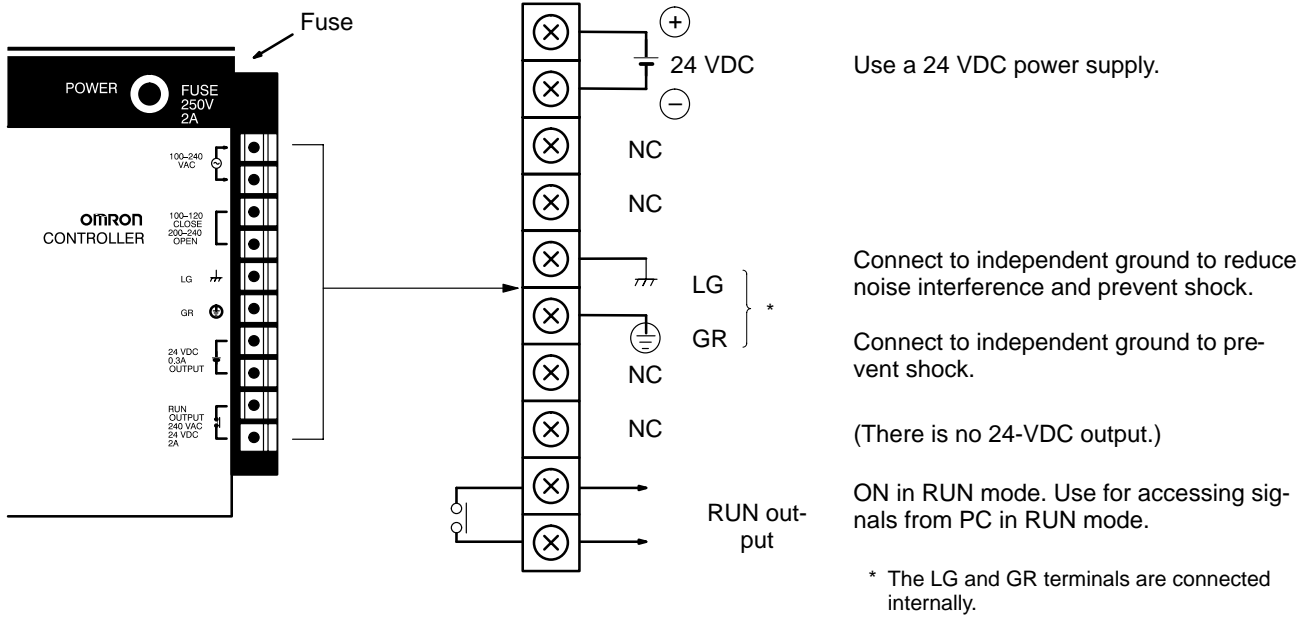 Fuse
POWER
FUSE
250V
2A
100–240
VAC
OMRON
CONTROLLER
100–120
CLOSE
200–240
OPEN
LG
GR
24 VDC
0.3A
OUTPUT
RUN
OUTPUT
240 VAC
24 VDC
2A
+
24 VDC
−
NC
NC
LG
GR
*
NC
NC
RUN out-
put
Use a 24 VDC power supply.
Connect to independent ground to reduce
noise interference and prevent shock.
Connect to independent ground to pre-
vent shock.
(There is no 24-VDC output.)
ON in RUN mode. Use for accessing sig-
nals from PC in RUN mode.
* The LG and GR terminals are connected
internally.